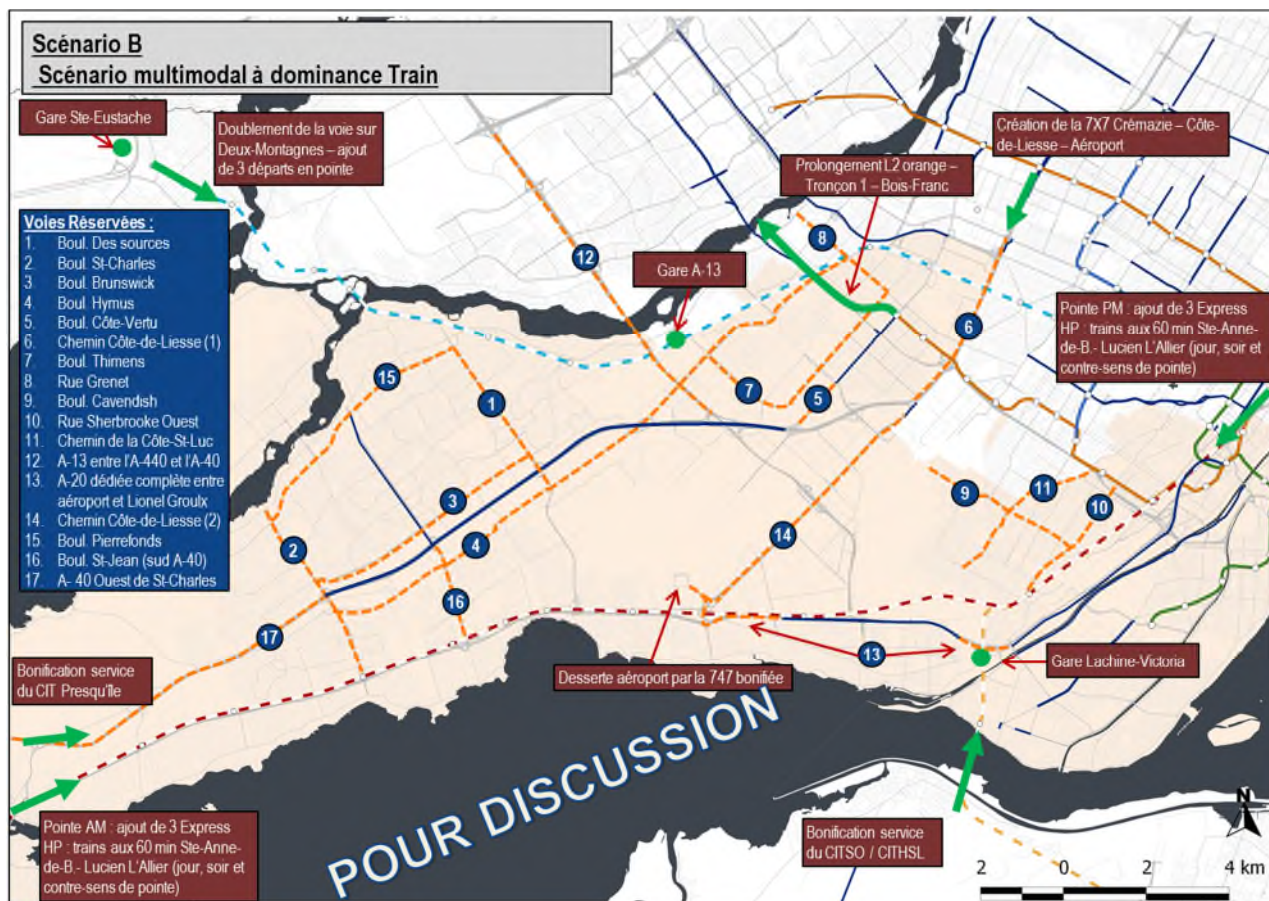 Scénario B
Scénario multimodal à dominance Train
Gare Ste-Eustache
Doublement de la voie sur
Deux-Montagnes – ajout
de 3 départs en pointe
Création de la 7X7 Crémazie – Côte-
de-Liesse – Aéroport
Prolongement L2 orange –
Tronçon 1 – Bois-Franc
Gare A-13
Pointe PM : ajout de 3 Express
HP : trains aux 60 min Ste-Anne-
de-B.- Lucien L'Allier (jour, soir et
contre-sens de pointe)
Voies Réservées :
1. Boul. Des sources
2. Boul. St-Charles
3. Boul. Brunswick
4. Boul. Hymus
5. Boul. Côte-Vertu
6. Chemin Côte-de-Liesse (1)
7. Boul. Thimens
8. Rue Grenet
9. Boul. Cavendish
10. Rue Sherbrooke Ouest
11. Chemin de la Côte-St-Luc
12. A-13 entre l'A-440 et l'A-40
13. A-20 dédiée complète entre
aéroport et Lionel Groulx
14. Chemin Côte-de-Liesse (2)
15. Boul. Pierrefonds
16. Boul. St-Jean (sud A-40)
17. A- 40 Ouest de St-Charles
8
12
6
15
1
7
5
3
9
11
10
2
4
14
16
17
13
Bonification service
du CIT Presqu'île
Desserte aéroport par la 747 bonifiée
Gare Lachine-Victoria
Pointe AM : ajout de 3 Express
HP : trains aux 60 min Ste-Anne-
de-B.- Lucien L'Allier (jour, soir et
contre-sens de pointe)
POUR DISCUSSION
Bonification service
du CITSO / CITHSL
N
2 0 2 4 km